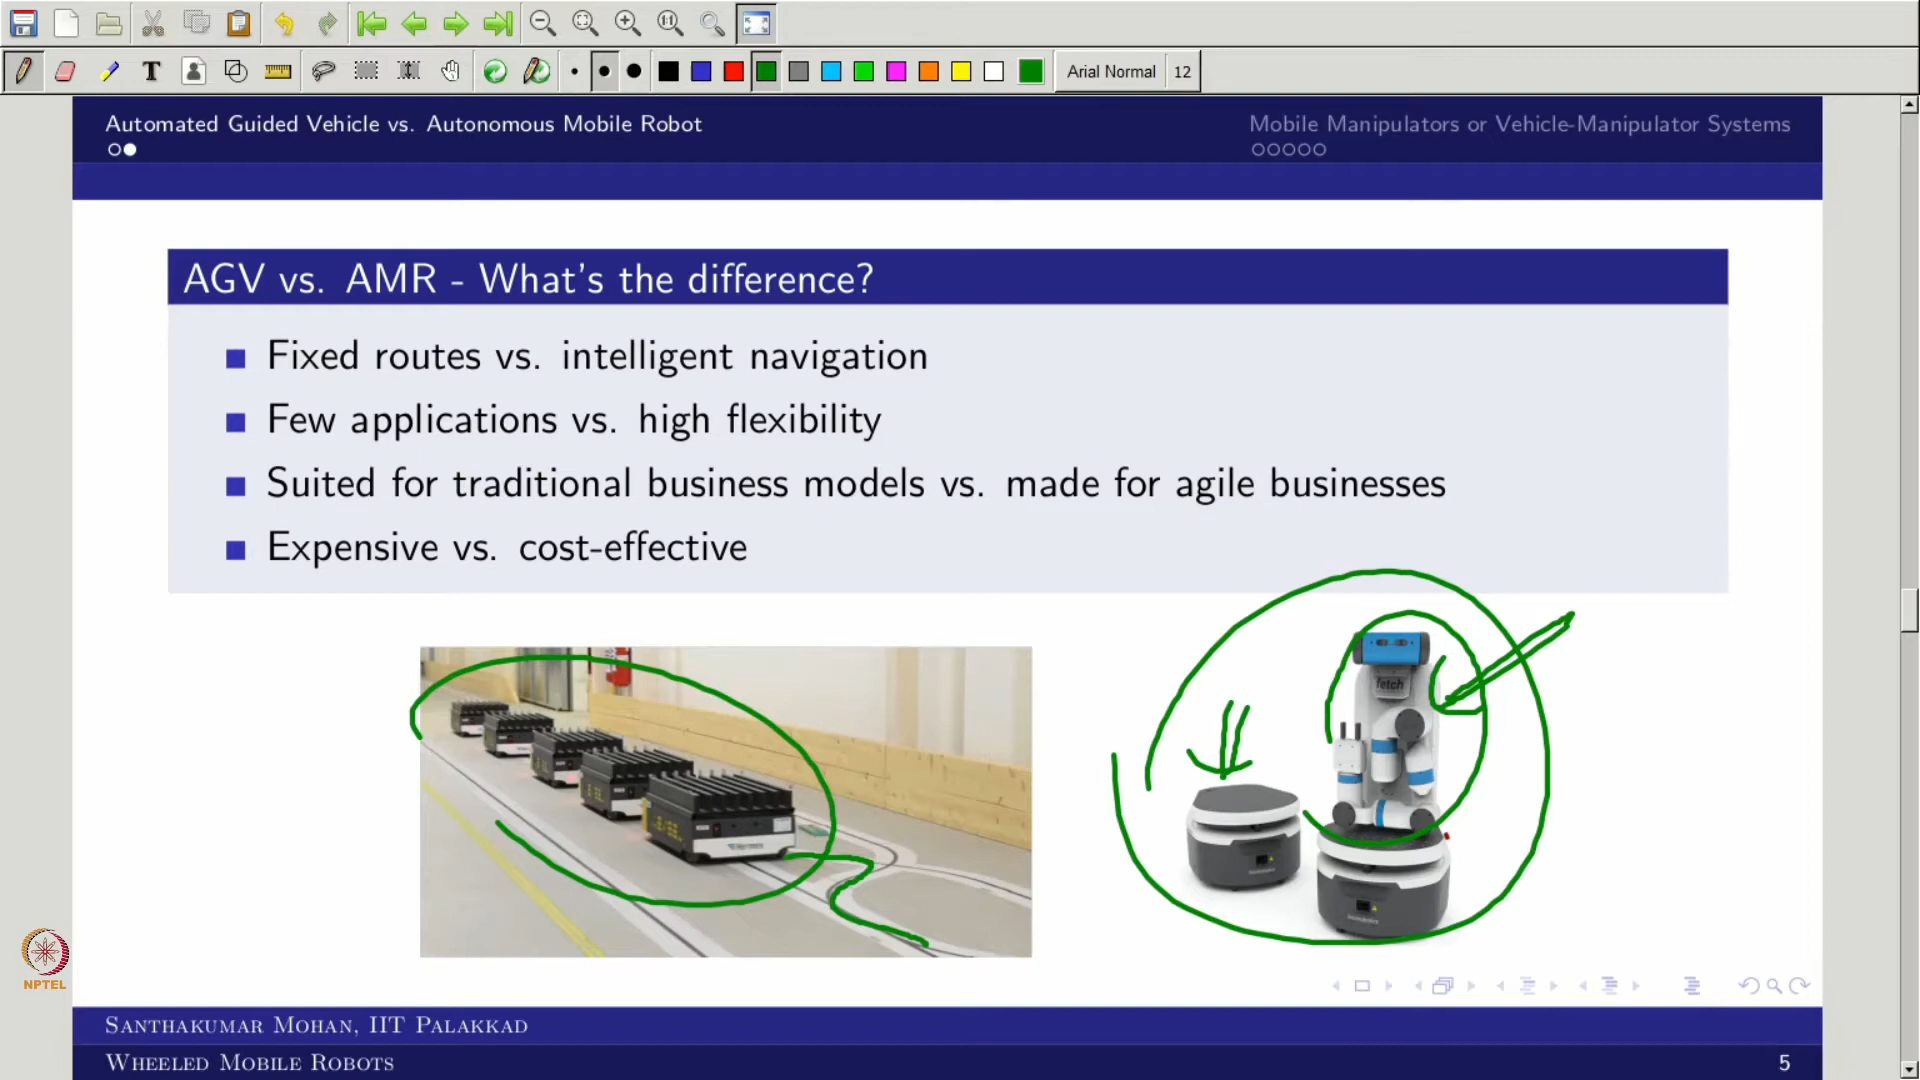 T
1:1
Arial Normal 12
Automated Guided Vehicle vs. Autonomous Mobile Robot
Mobile Manipulators or Vehicle-Manipulator Systems
AGV vs. AMR - What's the difference?
Fixed routes vs. intelligent navigation
Few applications vs. high flexibility
Suited for traditional business models vs. made for agile businesses
Expensive vs. cost-effective
fetch
NPTEL
Santhakumar Mohan, IIT Palakkad
Wheeled Mobile Robots
5